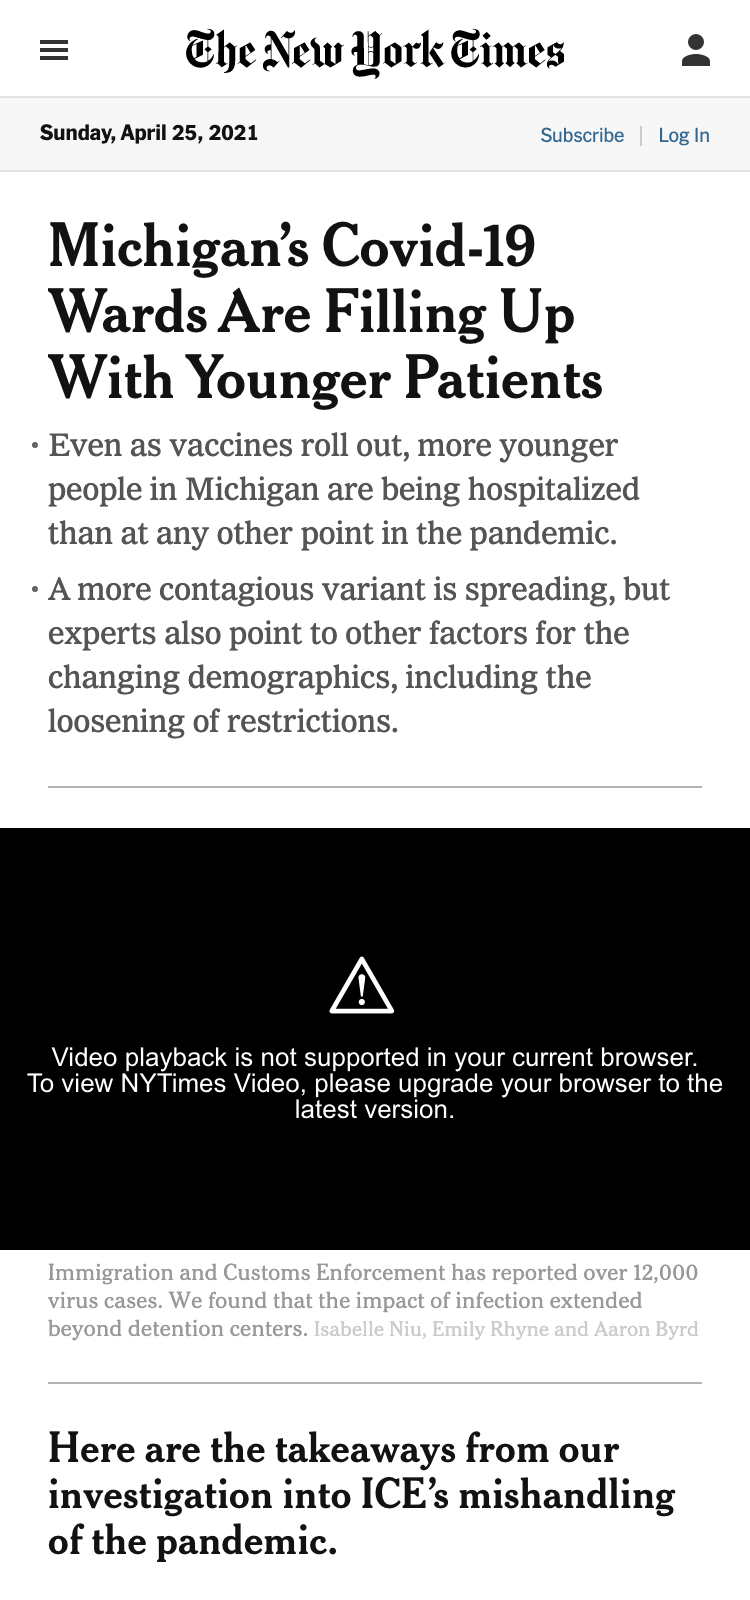 The New York Times
Sunday, April 25, 2021
Subscribe | Log In
Michigan’s Covid-19
Wards Are Filling Up
With Younger Patients
• Even as vaccines roll out, more younger
people in Michigan are being hospitalized
than at any other point in the pandemic.
• A more contagious variant is spreading, but
experts also point to other factors for the
changing demographics, including the
loosening of restrictions.
Video playback is not supported in your current browser.
To view NYTimes Video, please upgrade your browser to the
latest version.
Immigration and Customs Enforcement has reported over 12,000
virus cases. We found that the impact of infection extended
beyond detention centers. Isabelle Niu, Emily Rhyne and Aaron Byrd
Here are the takeaways from our
investigation into ICE’s mishandling
of the pandemic.